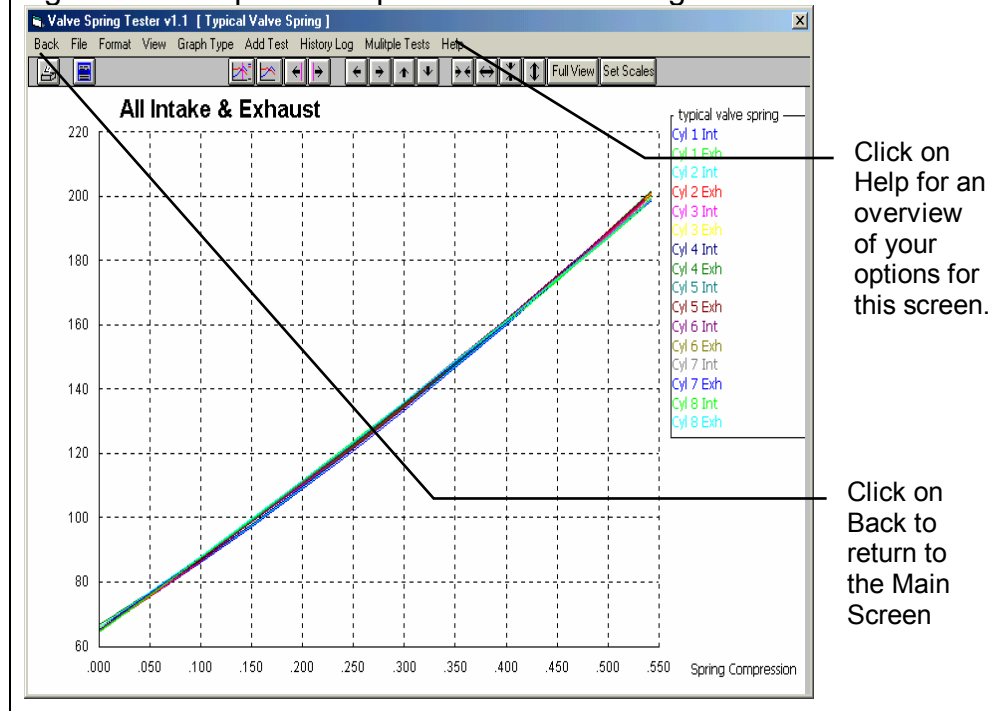 Valve Spring Tester v1.1 [ Typical Valve Spring ]
Back File Format View Graph Type Add Test History Log Mulitple Tests Help
Full View Set Scales
All Intake & Exhaust
220
200
180
160
140
120
100
80
60
.000 .050 .100 .150 .200 .250 .300 .350 .400 .450 .500 .550 Spring Compression
typical valve spring
Cyl 1 Int
Cyl 1 Exh
Cyl 2 Int
Cyl 2 Exh
Cyl 3 Int
Cyl 3 Exh
Cyl 4 Int
Cyl 4 Exh
Cyl 5 Int
Cyl 5 Exh
Cyl 6 Int
Cyl 6 Exh
Cyl 7 Int
Cyl 7 Exh
Cyl 8 Int
Cyl 8 Exh
Click on
Help for an
overview
of your
options for
this screen.
Click on
Back to
return to
the Main
Screen